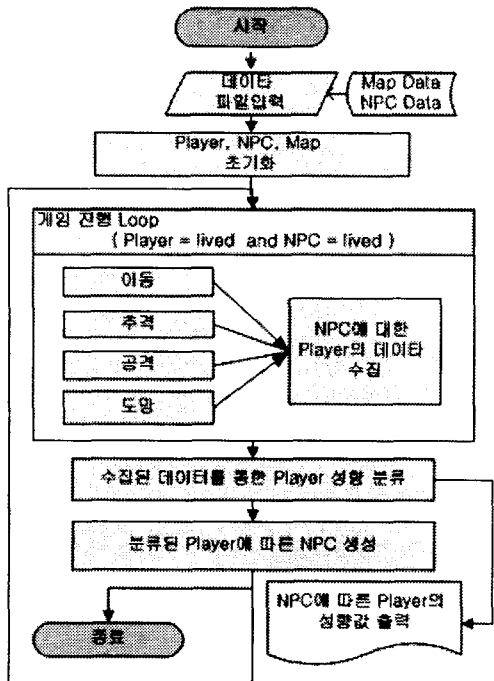 시작
데이타
파일입력
Map Data
NPC Data
Player, NPC, Map
초기화
게임 진행 Loop
( Player = lived and NPC = lived )
이동
추격
공격
도망
NPC에 대한
Player의 데이타
수집
수집된 데이터를 통한 Player 성향 분류
분류된 Player에 따른 NPC 생성
NPC에 따른 Player의
성향값 출력
종료